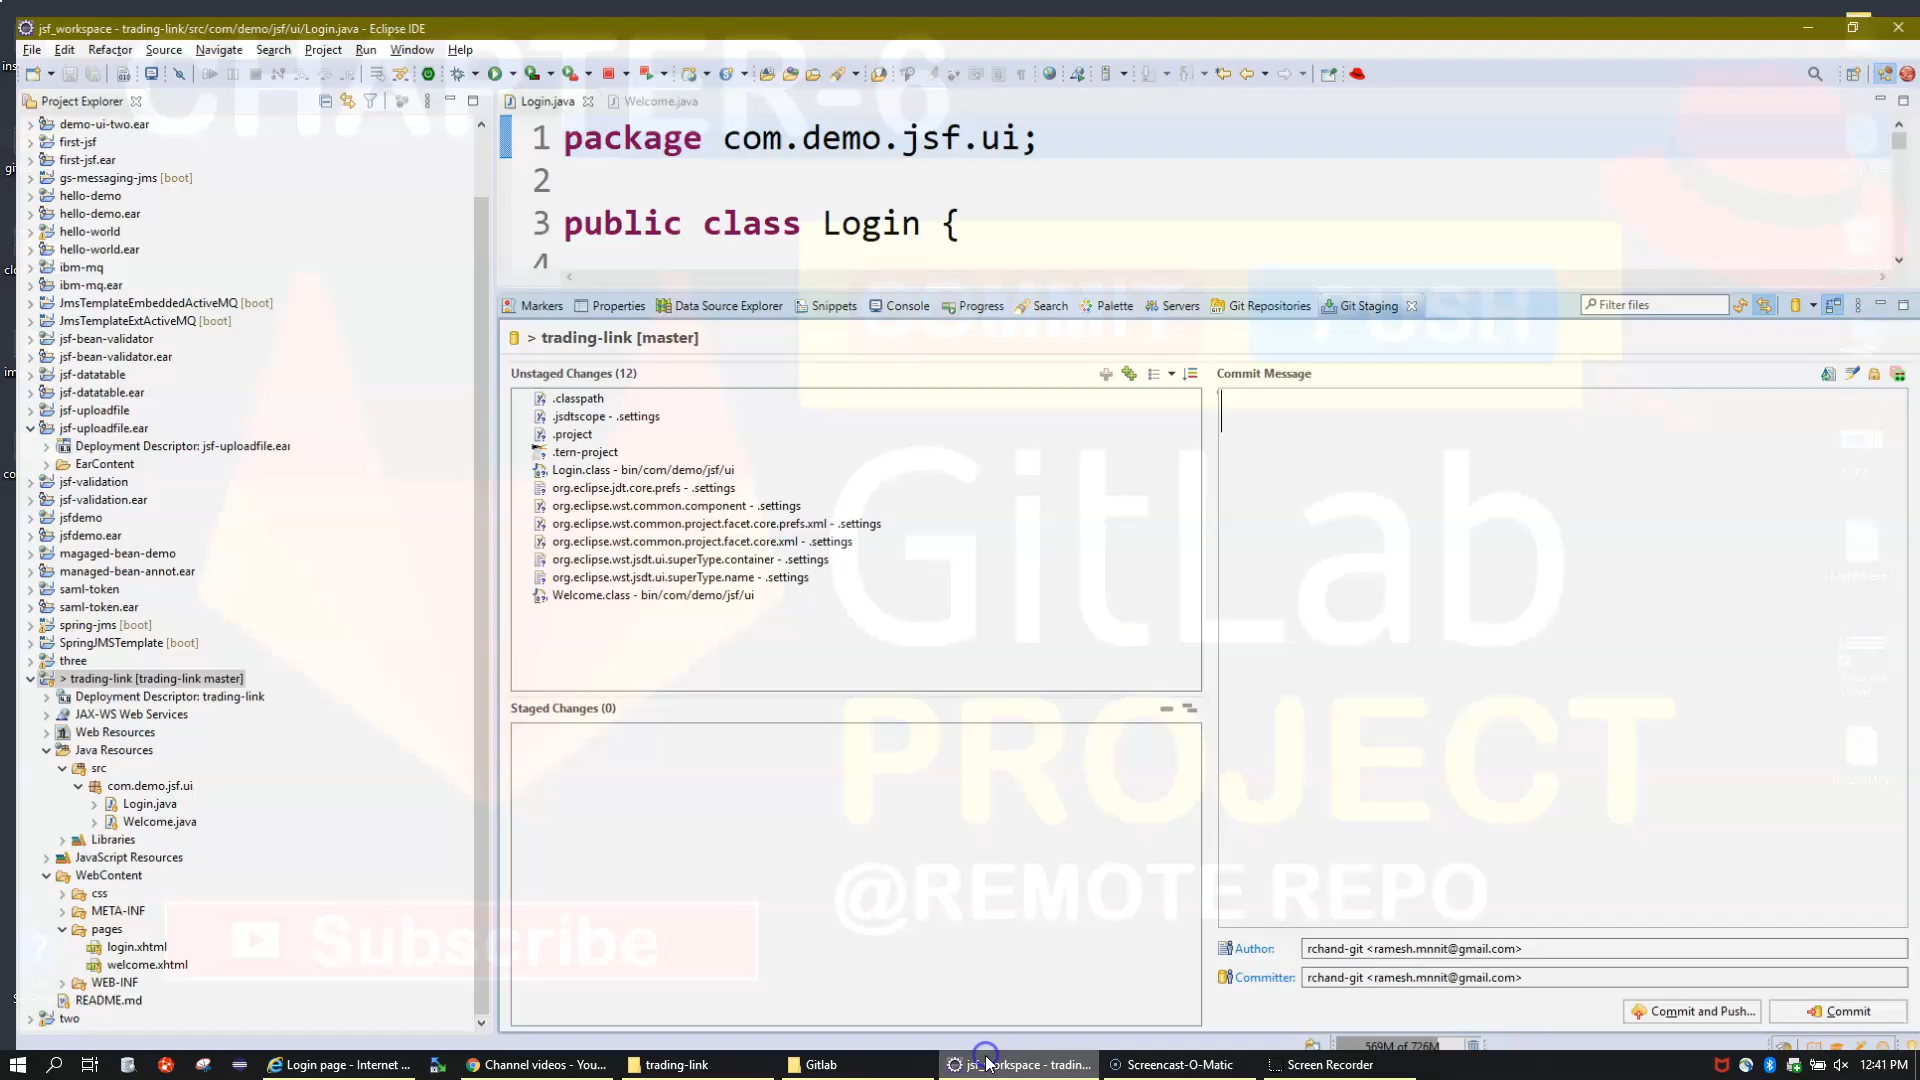 jsf_workspace - trading-link/src/com/demo/jsf/ui/Login.java - Eclipse IDE
File Edit Refactor Source Navigate Search Project Run Window Help
CHAPTER-6
Project Explorer
demo-ui-two.ear
first-jsf
first-jsf.ear
gs-messaging-jms [boot]
hello-demo
hello-demo.ear
hello-world
hello-world.ear
ibm-mq
ibm-mq.ear
JmsTemplateEmbeddedActiveMQ [boot]
JmsTemplateExtActiveMQ [boot]
jsf-bean-validator
jsf-bean-validator.ear
jsf-datatable
jsf-datatable.ear
jsf-uploadfile
jsf-uploadfile.ear
Deployment Descriptor: jsf-uploadfile.ear
EarContent
jsf-validation
jsf-validation.ear
jsfdemo
jsfdemo.ear
magaged-bean-demo
managed-bean-annot.ear
saml-token
saml-token.ear
spring-jms [boot]
SpringJMSTemplate [boot]
three
> trading-link [trading-link master]
Deployment Descriptor: trading-link
JAX-WS Web Services
Web Resources
Java Resources
src
com.demo.jsf.ui
Login.java
Welcome.java
Libraries
JavaScript Resources
WebContent
css
META-INF
pages
login.xhtml
welcome.xhtml
WEB-INF
README.md
two
Login.java Welcome.java
1 package com.demo.jsf.ui;
2
3 public class Login {
4
Markers Properties Data Source Explorer Snippets Console Progress Search Palette Servers Git Repositories Git Staging Filter files
COMMIT PUSH
> trading-link [master]
Unstaged Changes (12)
.classpath
.jsdtscope - .settings
.project
.tern-project
Login.class - bin/com/demo/jsf/ui
org.eclipse.jdt.core.prefs - .settings
org.eclipse.wst.common.component - .settings
org.eclipse.wst.common.project.facet.core.prefs.xml - .settings
org.eclipse.wst.common.project.facet.core.xml - .settings
org.eclipse.wst.jsdt.ui.superType.container - .settings
org.eclipse.wst.jsdt.ui.superType.name - .settings
Welcome.class - bin/com/demo/jsf/ui
Staged Changes (0)
Commit Message
GitLab
PROJECT
@REMOTE REPO
Subscribe
Author: rchand-git <ramesh.mnnit@gmail.com>
Committer: rchand-git <ramesh.mnnit@gmail.com>
Commit and Push... Commit
569M of 726M
Login page - Internet ... Channel videos - You... trading-link Gitlab jsf_workspace - tradin... Screencast-O-Matic Screen Recorder 12:41 PM